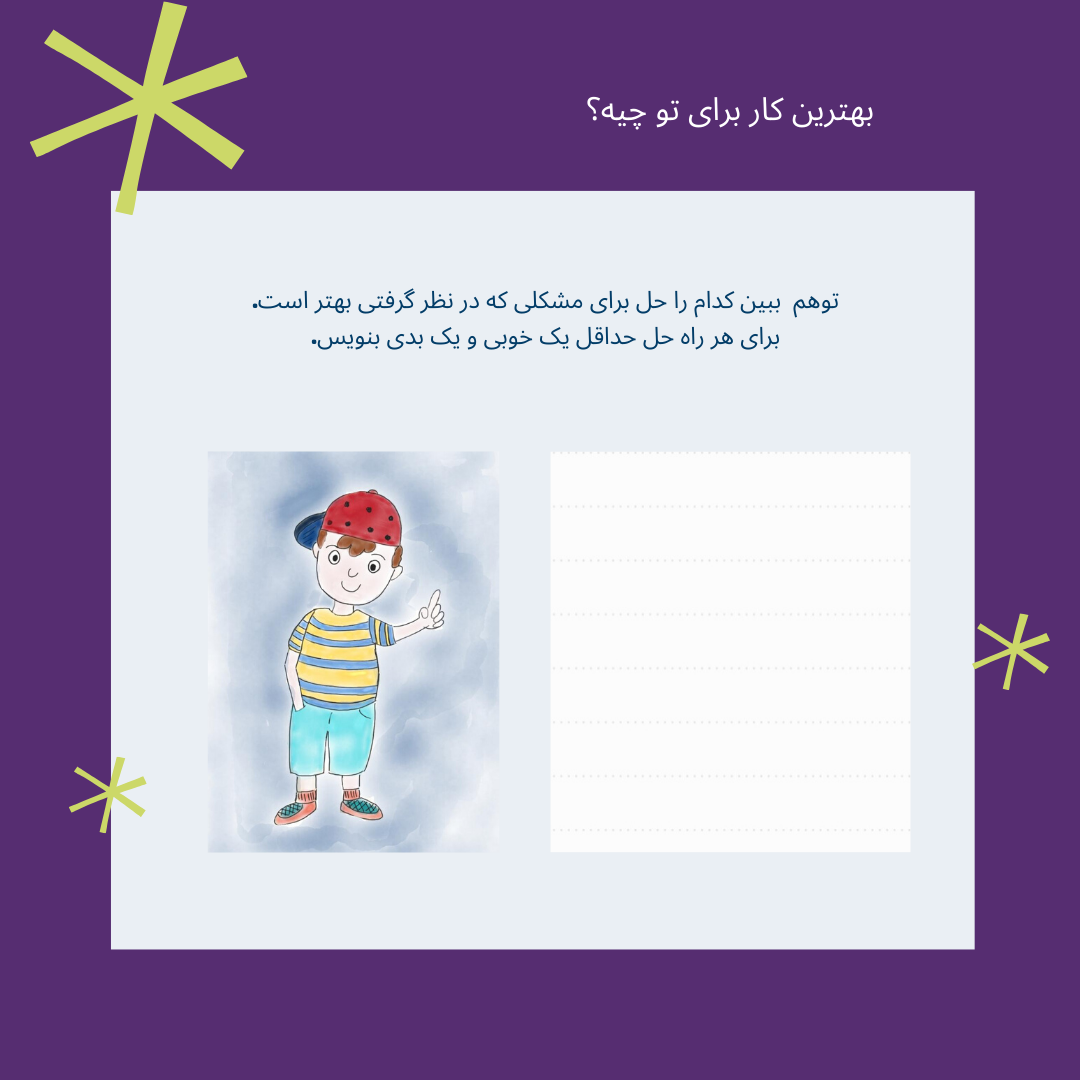 بهترین کار برای تو چیه؟
توهم ببین کدام را حل برای مشکلی که در نظر گرفتی بهتر است.
برای هر راه حل حداقل یک خوبی و یک بدی بنویس.